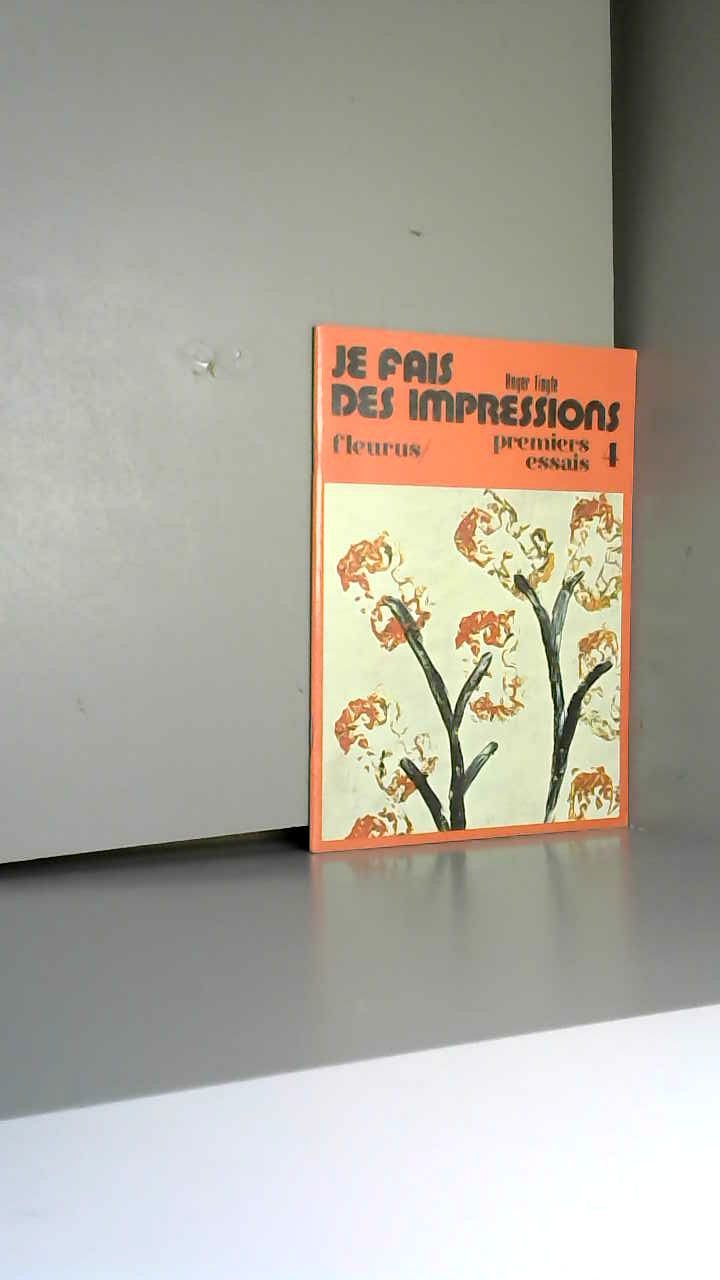 JE FAIS
Roger Tingle
DES IMPRESSIONS
fleurus/
premiers
essais 4